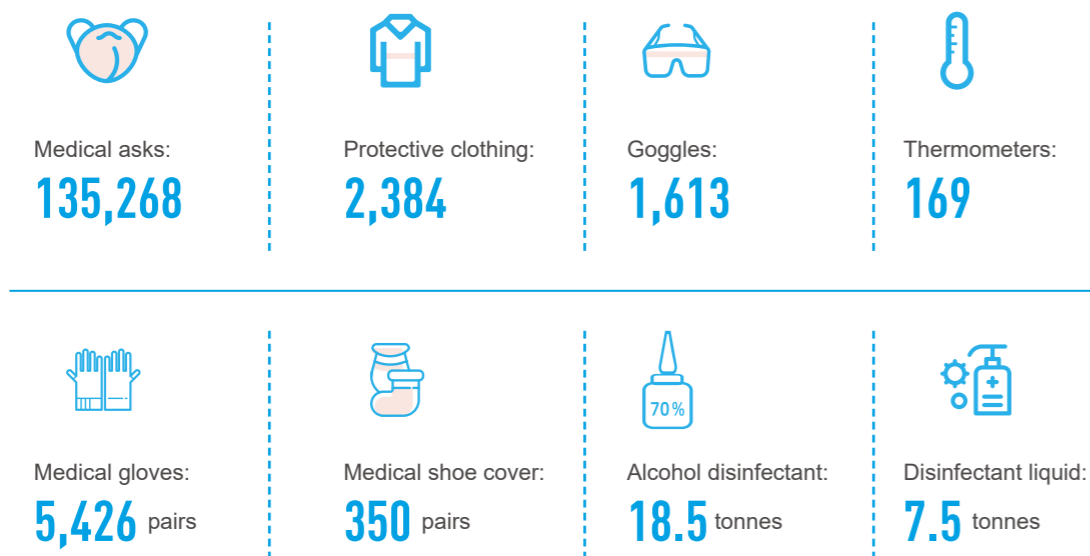 Medical asks:
135,268
Protective clothing:
2,384
Goggles:
1,613
Thermometers:
169
Medical gloves:
5,426 pairs
Medical shoe cover:
350 pairs
70%
Alcohol disinfectant:
18.5 tonnes
Disinfectant liquid:
7.5 tonnes